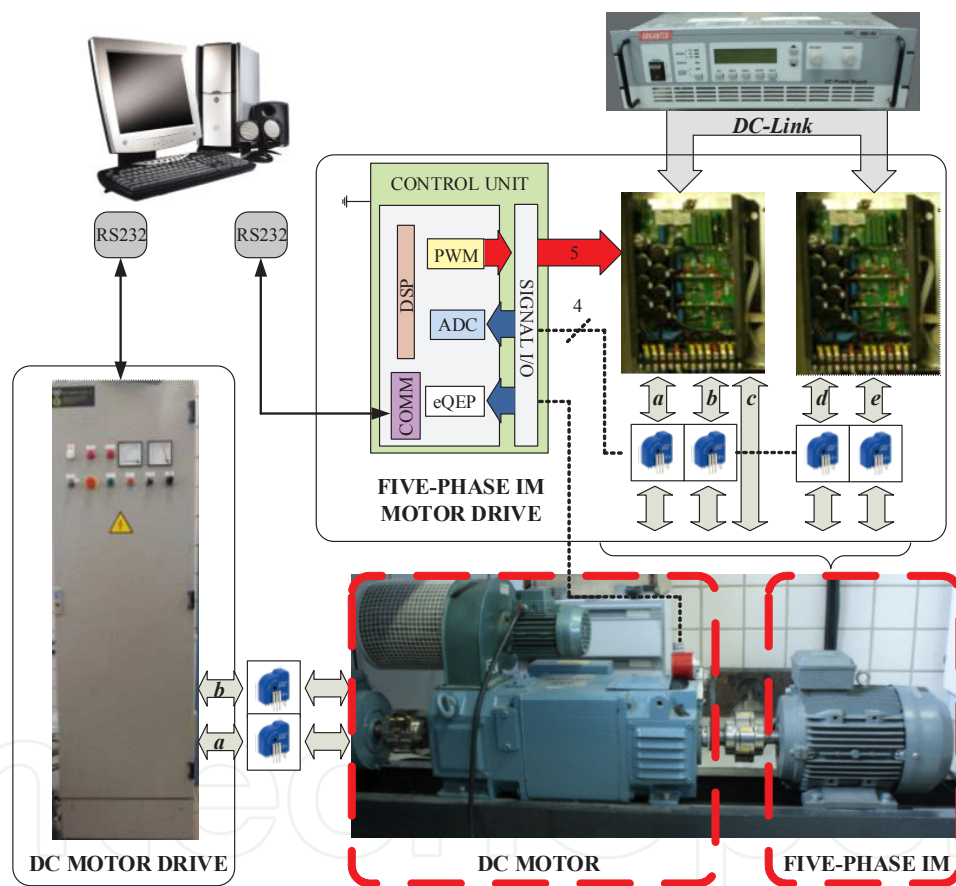 DC-Link
CONTROL UNIT
RS232
RS232
DSP
PWM
ADC
COMM
eQEP
SIGNAL I/O
5
4
a
b
c
d
e
FIVE-PHASE IM
MOTOR DRIVE
b
a
DC MOTOR DRIVE
DC MOTOR
FIVE-PHASE IM